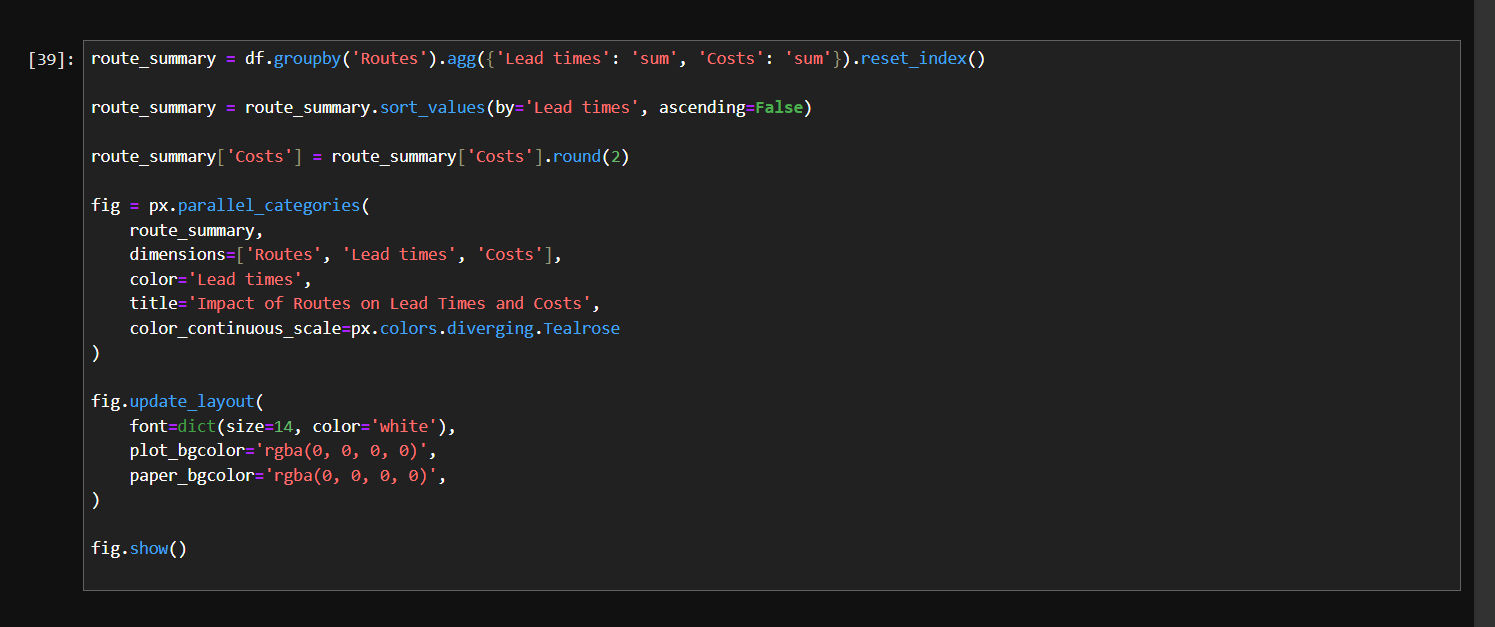 [39]: route_summary = df.groupby('Routes').agg({'Lead times': 'sum', 'Costs': 'sum'}).reset_index()
route_summary = route_summary.sort_values(by='Lead times', ascending=False)
route_summary['Costs'] = route_summary['Costs'].round(2)
fig = px.parallel_categories(
    route_summary,
    dimensions=['Routes', 'Lead times', 'Costs'],
    color='Lead times',
    title='Impact of Routes on Lead Times and Costs',
    color_continuous_scale=px.colors.diverging.Tealrose
)
fig.update_layout(
    font=dict(size=14, color='white'),
    plot_bgcolor='rgba(0, 0, 0, 0)',
    paper_bgcolor='rgba(0, 0, 0, 0)',
)
fig.show()